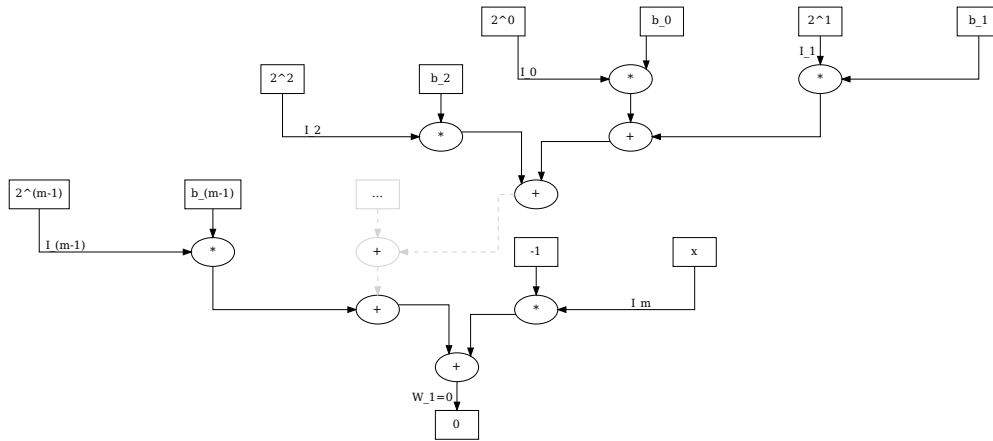 2^0
b_0
2^1
b_1
I_1
2^2
b_2
I_0
*
*
I_2
*
+
2^(m-1)
b_(m-1)
...
+
I_(m-1)
*
+
-1
x
+
*
I_m
+
W_1=0
0